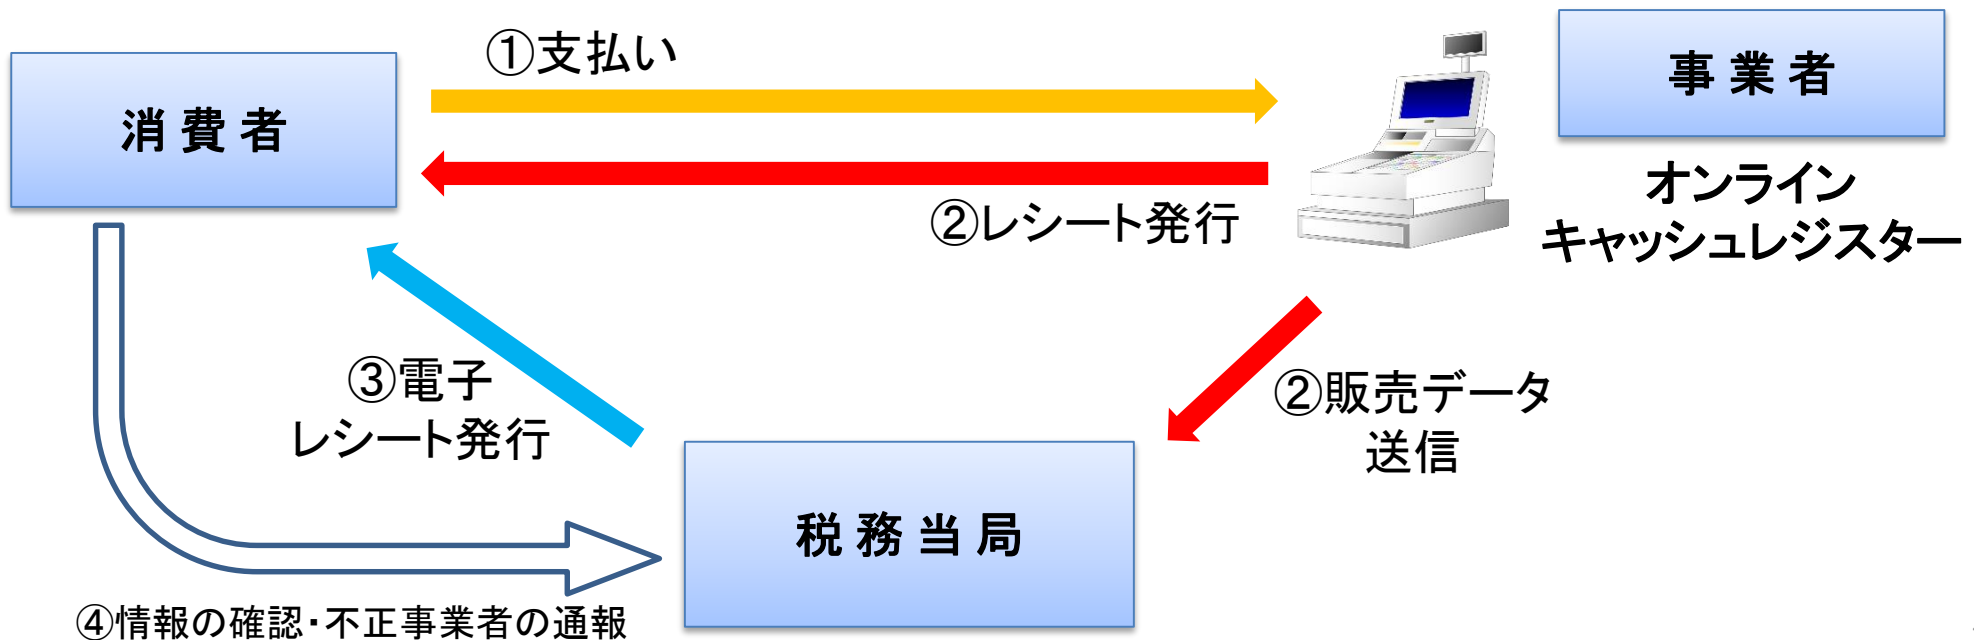 ①支払い
消費者
事業者
オンライン
キャッシュレジスター
②レシート発行
③電子
レシート発行
②販売データ
送信
税務当局
④情報の確認・不正事業者の通報